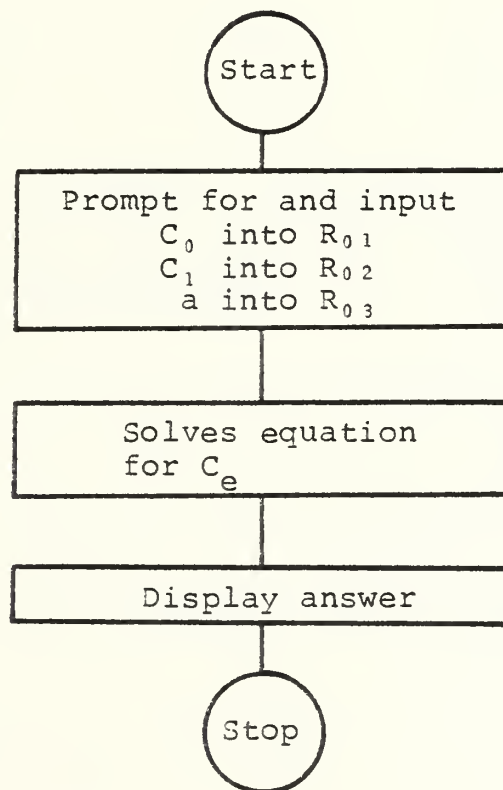 Start
Prompt for and input
C₀ into R₀₁
C₁ into R₀₂
a into R₀₃
Solves equation
for Cₑ
Display answer
Stop